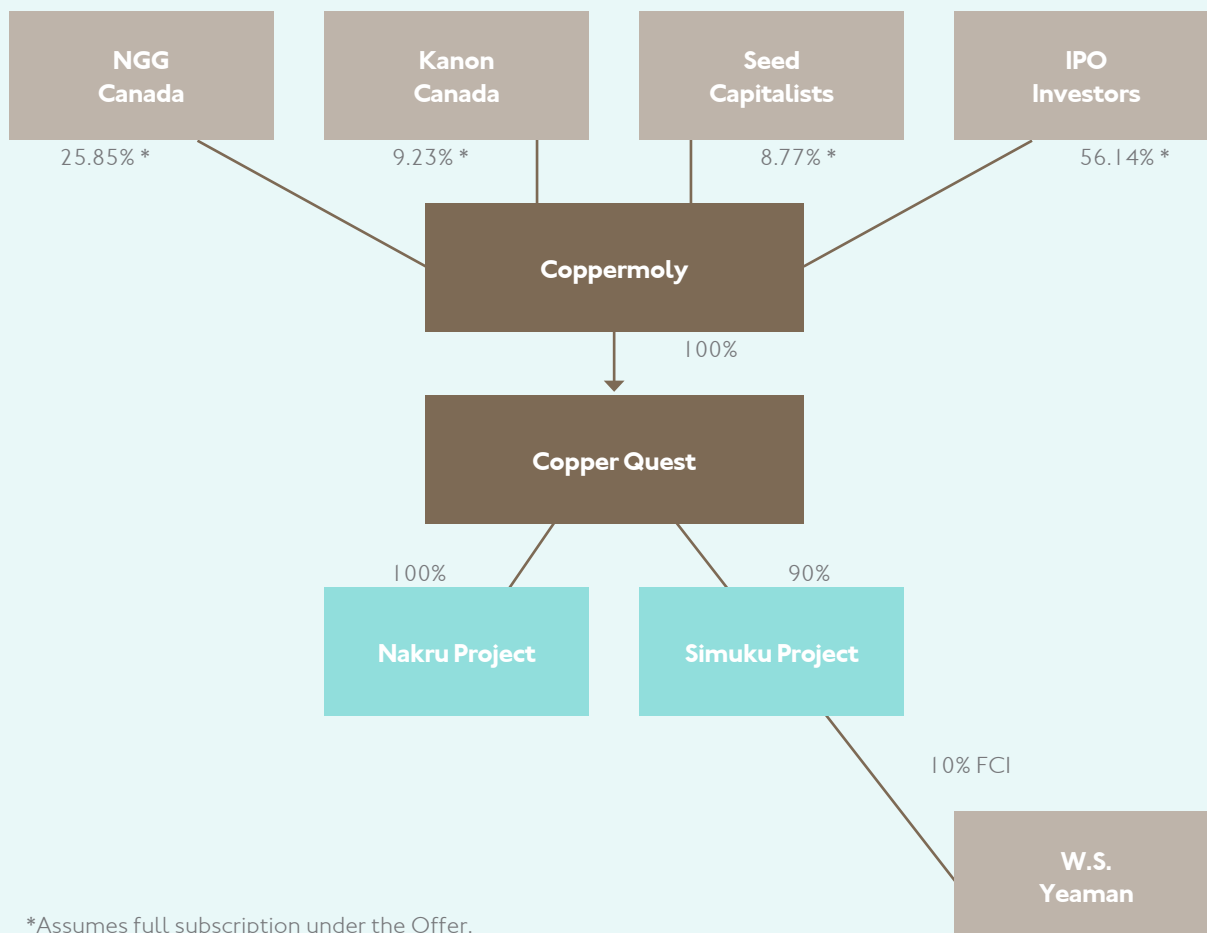 NGG
Canada
Kanon
Canada
Seed
Capitalists
IPO
Investors
25.85% *
9.23% *
8.77% *
56.14% *
Coppermoly
100%
Copper Quest
100%
90%
Nakru Project
Simuku Project
10% FCI
W.S.
Yeaman
*Assumes full subscription under the Offer.